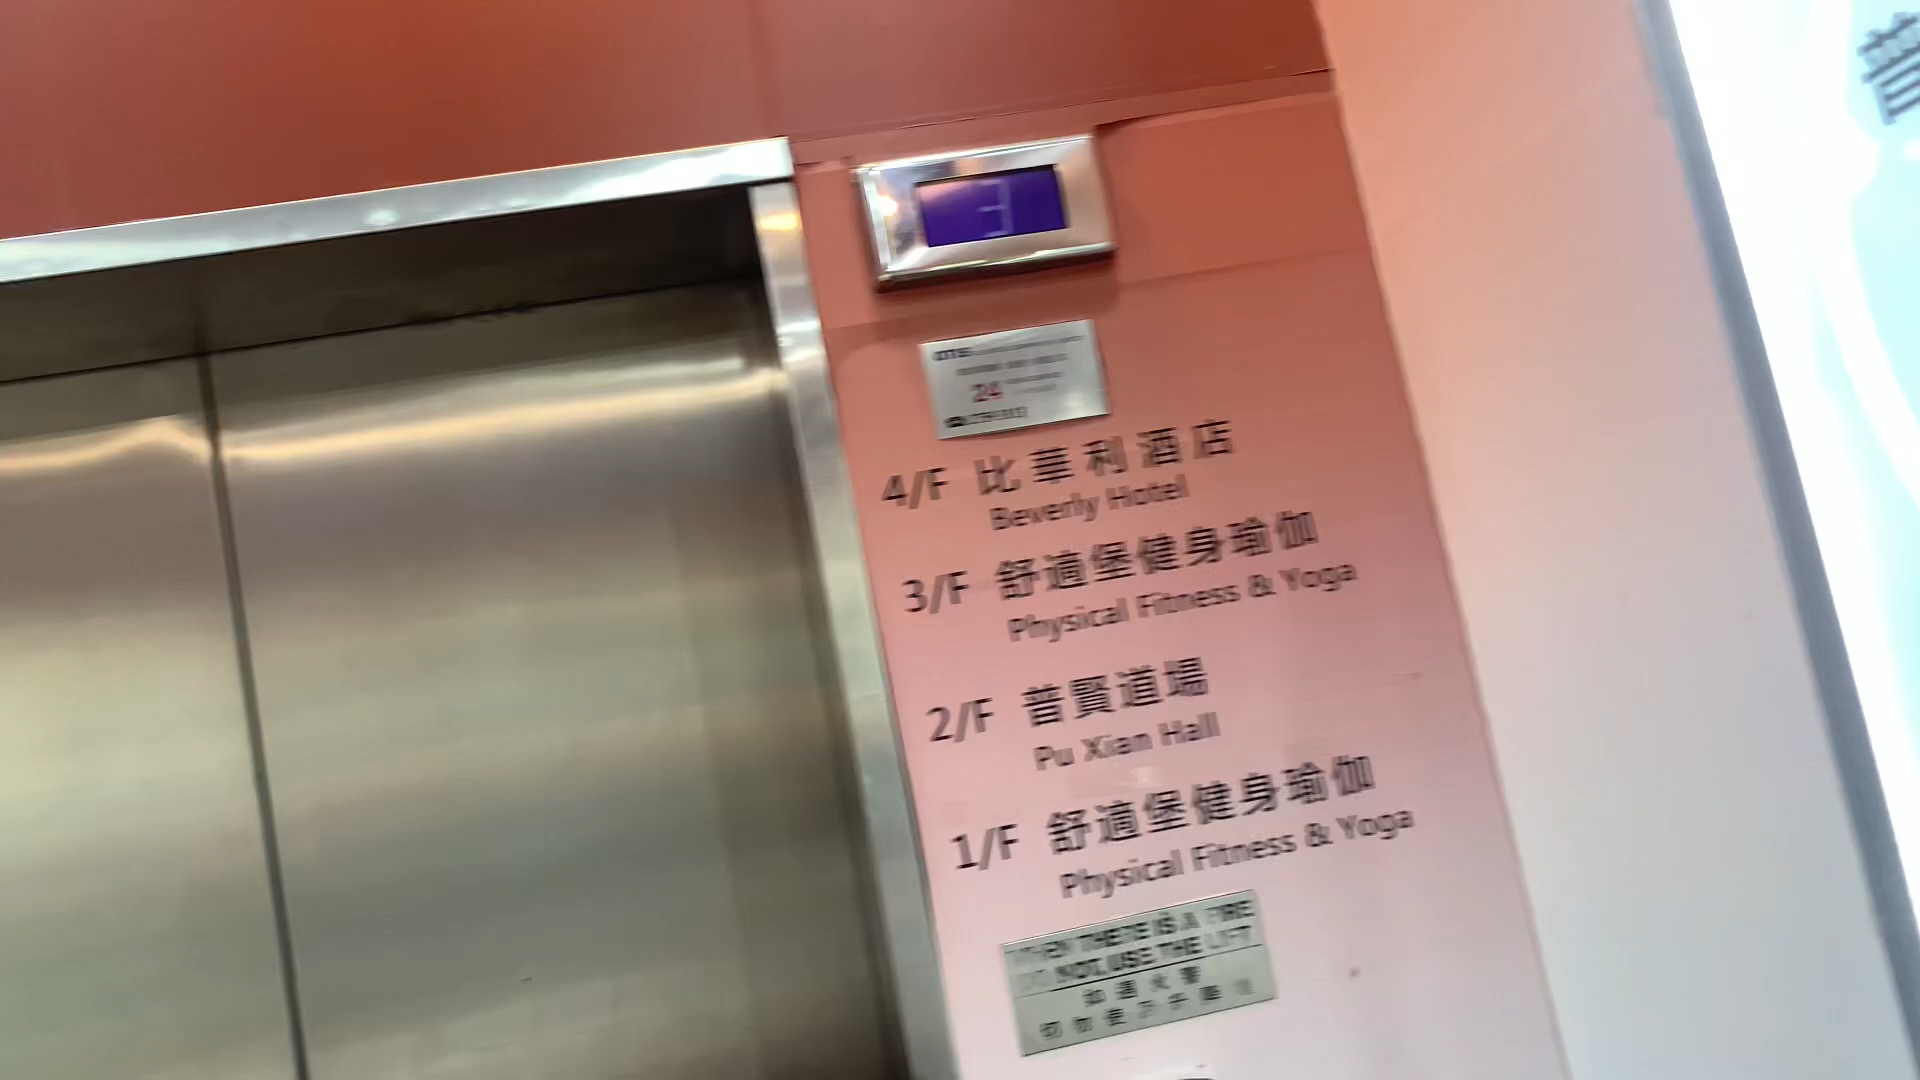 3
24
4/F 比華利酒店
Beverly Hotel
3/F 舒適堡健身瑜伽
Physical Fitness & Yoga
2/F 普賢道場
Pu Xian Hall
1/F 舒適堡健身瑜伽
Physical Fitness & Yoga
WHEN THERE IS A FIRE
DO NOT USE THE LIFT
如遇火警
切勿使用升降機